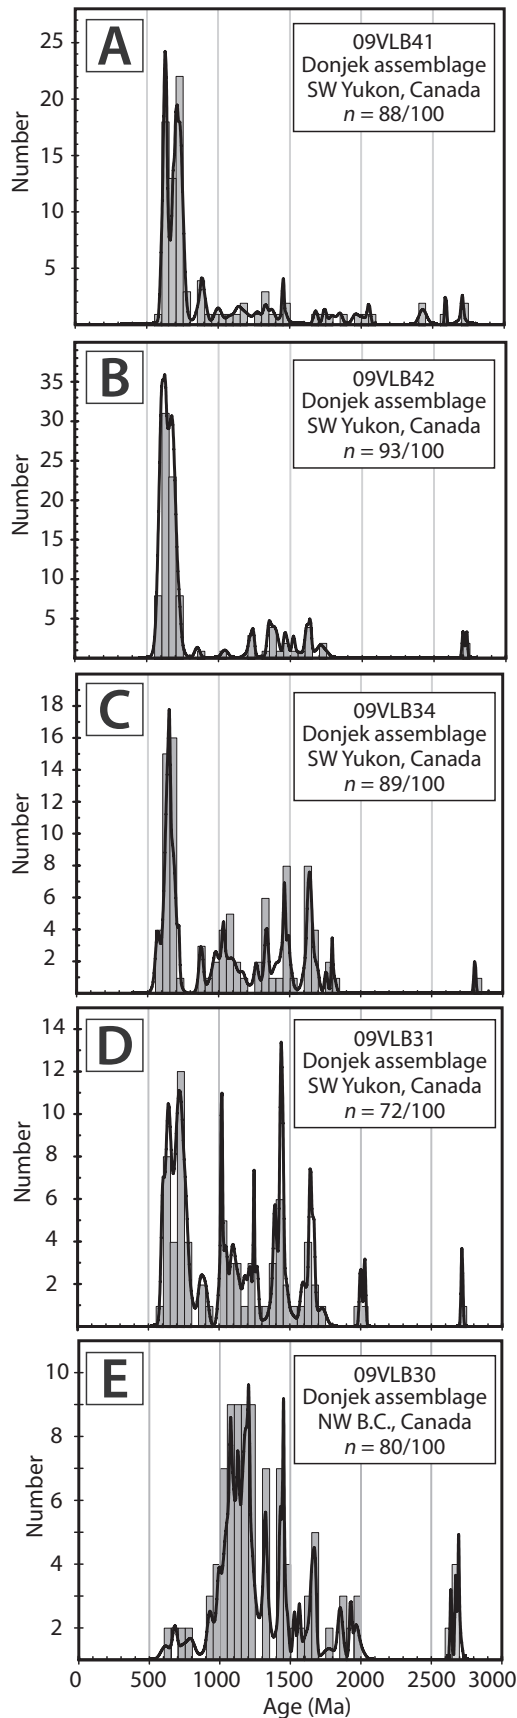 A
09VLB41
Donjek assemblage
SW Yukon, Canada
n = 88/100
Number
25
20
15
10
5
B
09VLB42
Donjek assemblage
SW Yukon, Canada
n = 93/100
Number
35
30
25
20
15
10
5
C
09VLB34
Donjek assemblage
SW Yukon, Canada
n = 89/100
Number
18
16
14
12
10
8
6
4
2
D
09VLB31
Donjek assemblage
SW Yukon, Canada
n = 72/100
Number
14
12
10
8
6
4
2
E
09VLB30
Donjek assemblage
NW B.C., Canada
n = 80/100
Number
10
8
6
4
2
0 500 1000 1500 2000 2500 3000
Age (Ma)